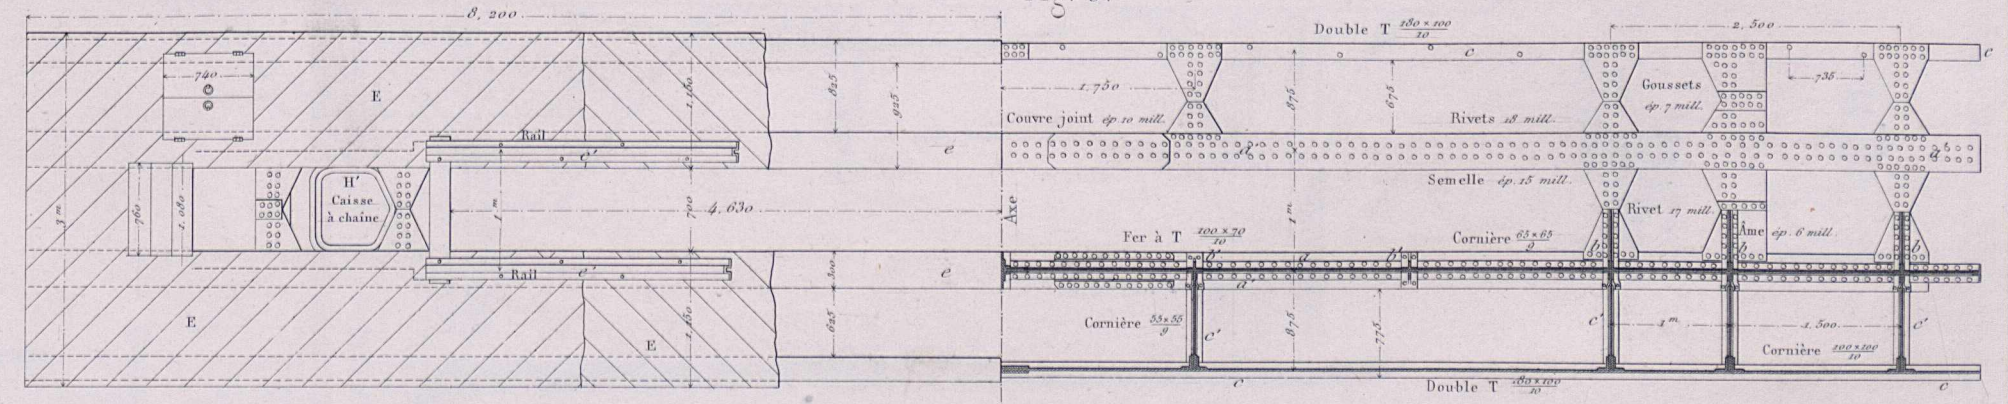 8,200
Double T 180×100/10
2,500
c
c
740
E
825
925
1,150
1,750
875
675
735
Goussets
ép. 7 mill.
Couvre joint ép. 10 mill.
Rivets 18 mill.
Rail
e'
e
a'
a'
Semelle ép. 15 mill.
H'
Caisse
à chaîne
760
1,080
3 m
1 m
700
4,630
Axe
1 m
Rivet 17 mill.
Âme ép. 6 mill.
Fer à T 100×70/10
Cornière 65×65/9
b
b
b
b'
a
b'
a'
Rail
e'
e
300
E
E
1,150
625
Cornière 55×55/9
c'
875
775
c'
1 m
1,500
c'
Cornière 100×100/10
c
Double T 180×100/10
c